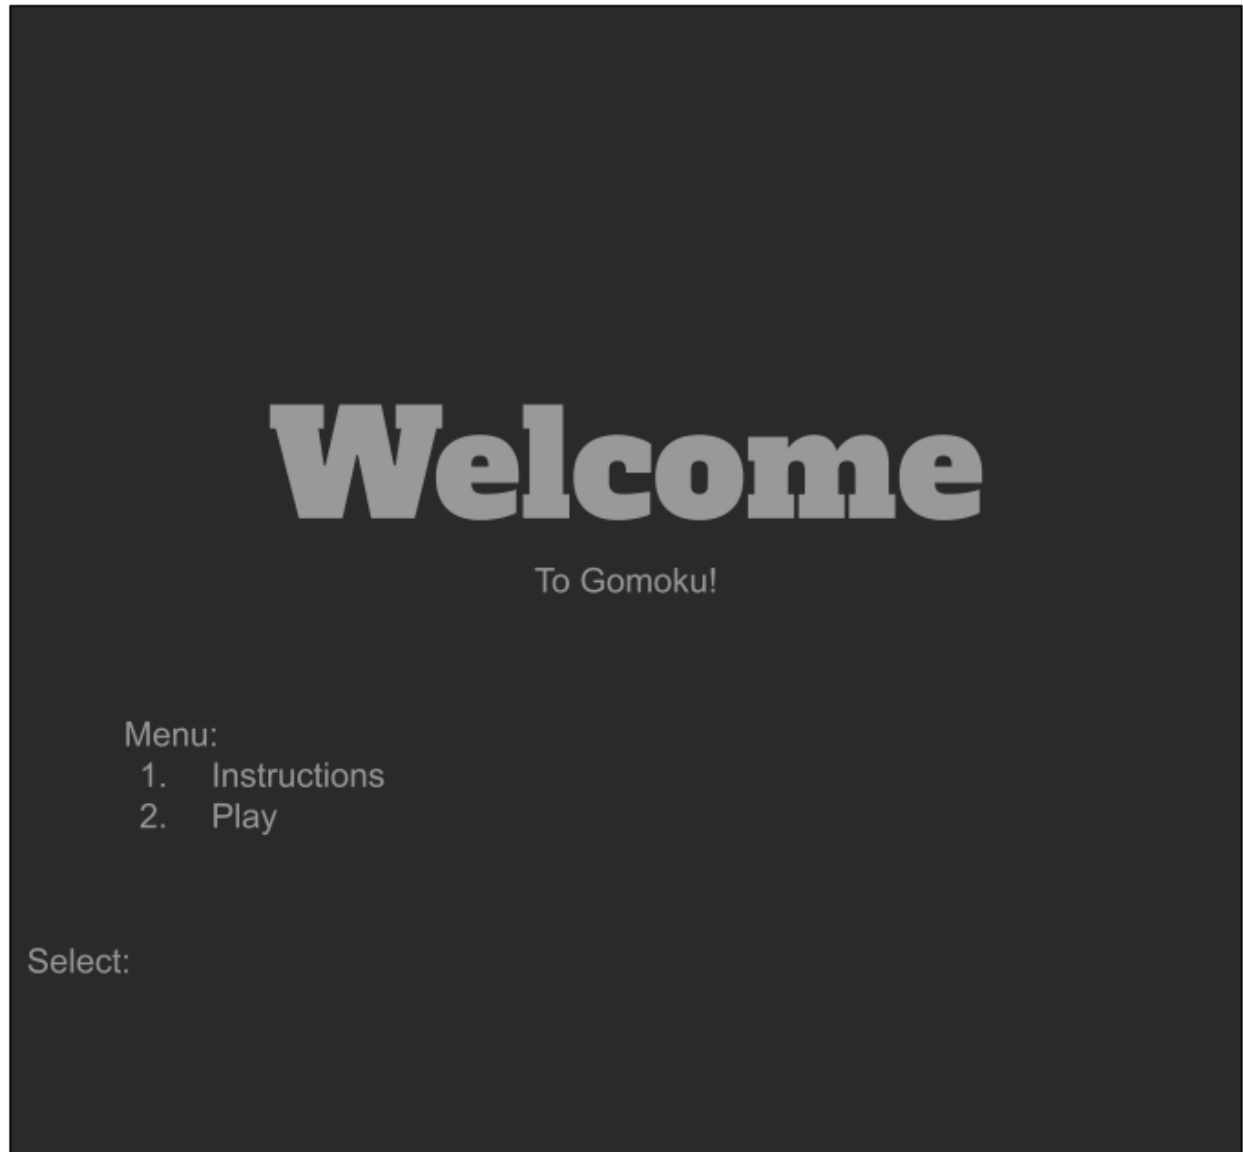 Welcome
To Gomoku!
Menu:
1. Instructions
2. Play
Select: